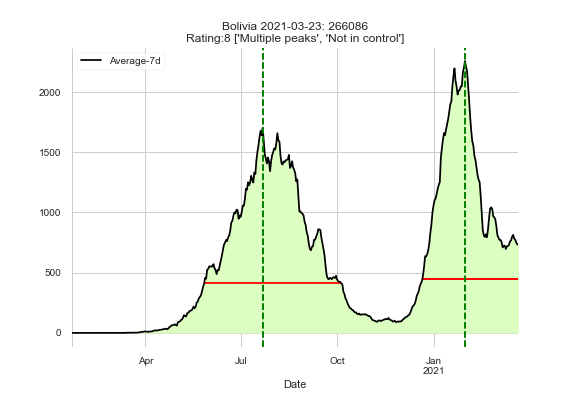 Bolivia 2021-03-23: 266086
Rating:8 ['Multiple peaks', 'Not in control']
Average-7d
2000
1500
1000
500
0
Apr
Jul
Oct
Jan
2021
Date